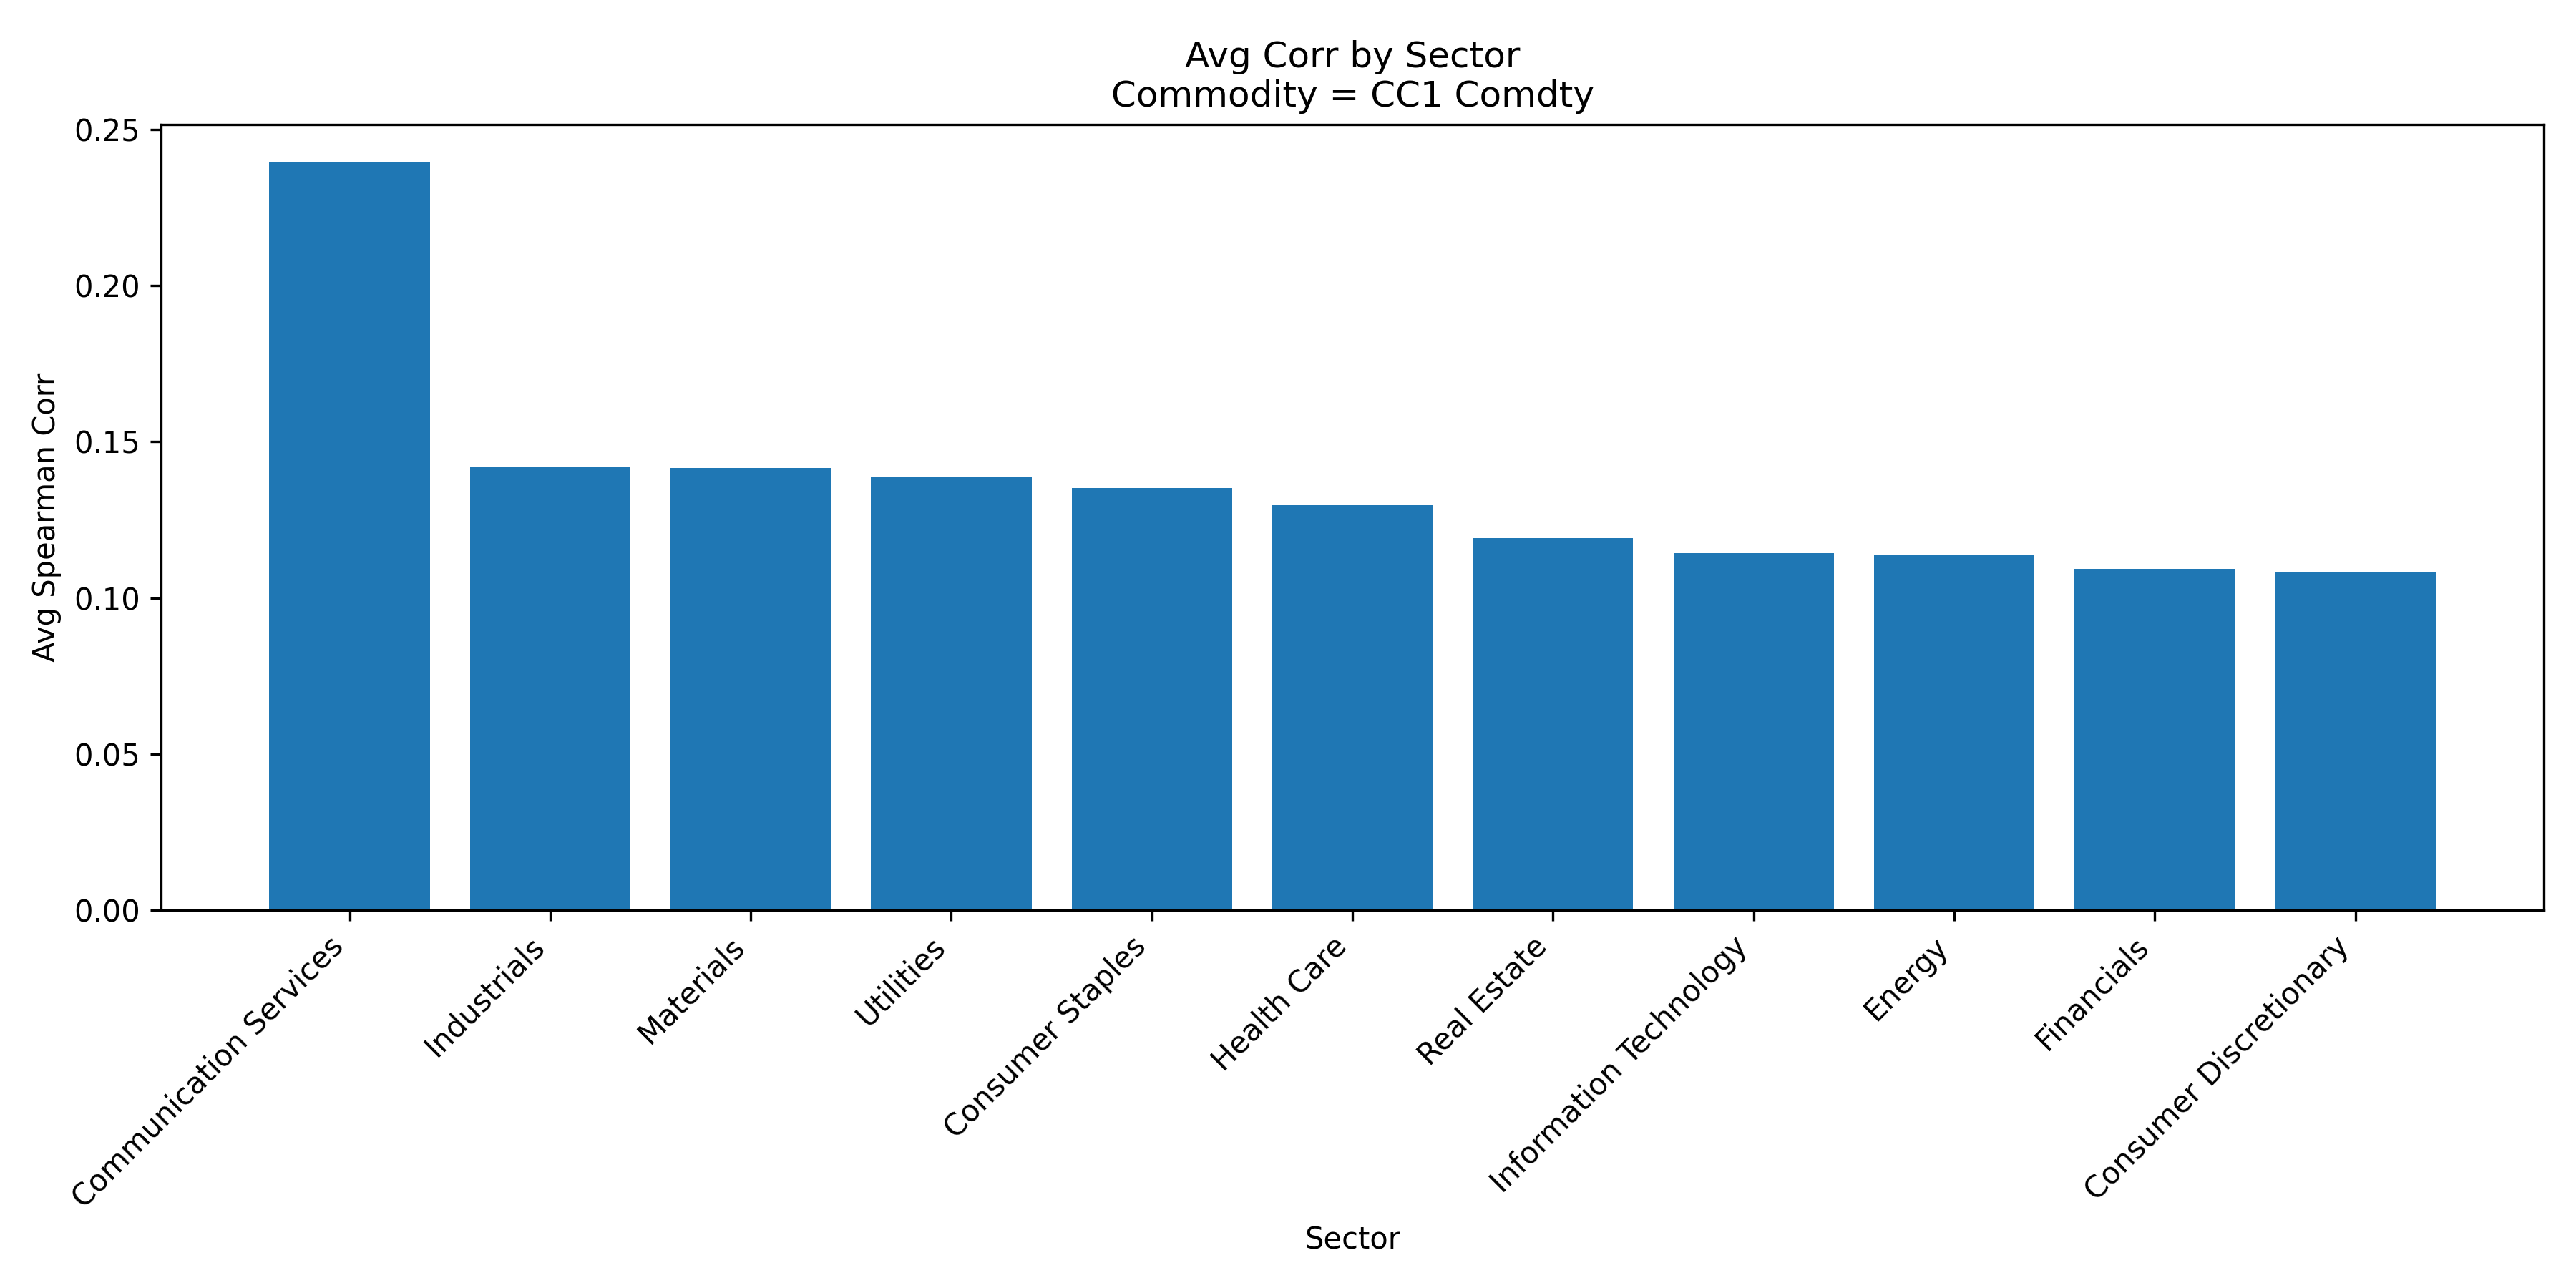 Avg Corr by Sector
Commodity = CC1 Comdty
Avg Spearman Corr
0.25
0.20
0.15
0.10
0.05
0.00
Communication Services
Industrials
Materials
Utilities
Consumer Staples
Health Care
Real Estate
Information Technology
Energy
Financials
Consumer Discretionary
Sector